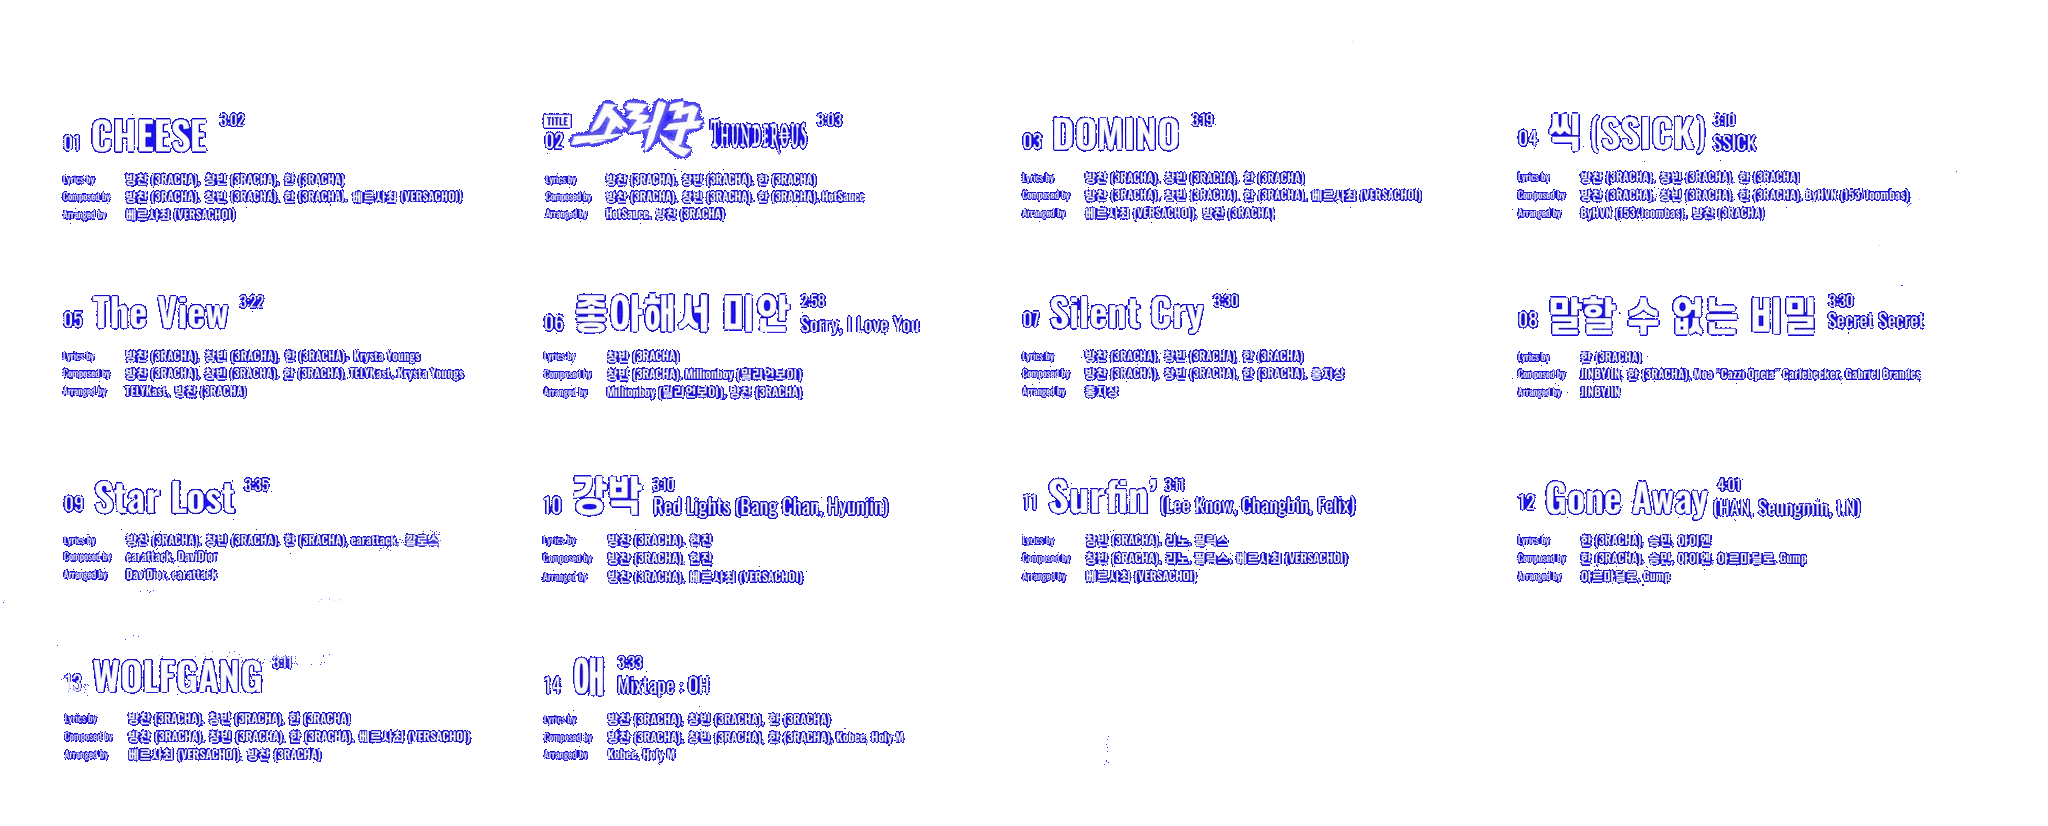 01 CHEESE 3:02
Lyrics by 방찬 (3RACHA), 창빈 (3RACHA), 한 (3RACHA)
Composed by 방찬 (3RACHA), 창빈 (3RACHA), 한 (3RACHA), 베르사최 (VERSACHOI)
Arranged by 베르사최 (VERSACHOI)
TITLE
02 소리꾼 THUNDEROUS 3:03
Lyrics by 방찬 (3RACHA), 창빈 (3RACHA), 한 (3RACHA)
Composed by 방찬 (3RACHA), 창빈 (3RACHA), 한 (3RACHA), HotSauce
Arranged by HotSauce, 방찬 (3RACHA)
03 DOMINO 3:19
Lyrics by 방찬 (3RACHA), 창빈 (3RACHA), 한 (3RACHA)
Composed by 방찬 (3RACHA), 창빈 (3RACHA), 한 (3RACHA), 베르사최 (VERSACHOI)
Arranged by 베르사최 (VERSACHOI), 방찬 (3RACHA)
04 씩 (SSICK) 3:10
SSICK
Lyrics by 방찬 (3RACHA), 창빈 (3RACHA), 한 (3RACHA)
Composed by 방찬 (3RACHA), 창빈 (3RACHA), 한 (3RACHA), ByHVN (153/Joombas)
Arranged by ByHVN (153/Joombas), 방찬 (3RACHA)
05 The View 3:22
Lyrics by 방찬 (3RACHA), 창빈 (3RACHA), 한 (3RACHA), Krysta Youngs
Composed by 방찬 (3RACHA), 창빈 (3RACHA), 한 (3RACHA), TELYKast, Krysta Youngs
Arranged by TELYKast, 방찬 (3RACHA)
06 좋아해서 미안 2:58
Sorry, I Love You
Lyrics by 창빈 (3RACHA)
Composed by 창빈 (3RACHA), Millionboy (밀리언보이)
Arranged by Millionboy (밀리언보이), 방찬 (3RACHA)
07 Silent Cry 3:30
Lyrics by 방찬 (3RACHA), 창빈 (3RACHA), 한 (3RACHA)
Composed by 방찬 (3RACHA), 창빈 (3RACHA), 한 (3RACHA), 홍지상
Arranged by 홍지상
08 말할 수 없는 비밀 3:30
Secret Secret
Lyrics by 한 (3RACHA)
Composed by JINBYJIN, 한 (3RACHA), Moa "Cazzi Opeia" Carlebecker, Gabriel Brandes
Arranged by JINBYJIN
09 Star Lost 3:35
Lyrics by 방찬 (3RACHA), 창빈 (3RACHA), 한 (3RACHA), earattack,
Composed by earattack, DaviDior
Arranged by DaviDior, earattack
10 강박 3:10
Red Lights (Bang Chan, Hyunjin)
Lyrics by 방찬 (3RACHA), 현진
Composed by 방찬 (3RACHA), 현진
Arranged by 방찬 (3RACHA), 베르사최 (VERSACHOI)
11 Surfin' 3:11
(Lee Know, Changbin, Felix)
Lyrics by 창빈 (3RACHA), 리노, 필릭스
Composed by 창빈 (3RACHA), 리노, 필릭스, 베르사최 (VERSACHOI)
Arranged by 베르사최 (VERSACHOI)
12 Gone Away 4:01
(HAN, Seungmin, I.N)
Lyrics by 한 (3RACHA), 승민, 아이엔
Composed by 한 (3RACHA), 승민, 아이엔, 아르마딜로, Gump
Arranged by 아르마딜로, Gump
13 WOLFGANG 3:11
Lyrics by 방찬 (3RACHA), 창빈 (3RACHA), 한 (3RACHA)
Composed by 방찬 (3RACHA), 창빈 (3RACHA), 한 (3RACHA), 베르사최 (VERSACHOI)
Arranged by 베르사최 (VERSACHOI), 방찬 (3RACHA)
14 애 3:33
Mixtape : OH
Lyrics by 방찬 (3RACHA), 창빈 (3RACHA), 한 (3RACHA)
Composed by 방찬 (3RACHA), 창빈 (3RACHA), 한 (3RACHA), Kobee, Holy M
Arranged by Kobee, Holy M